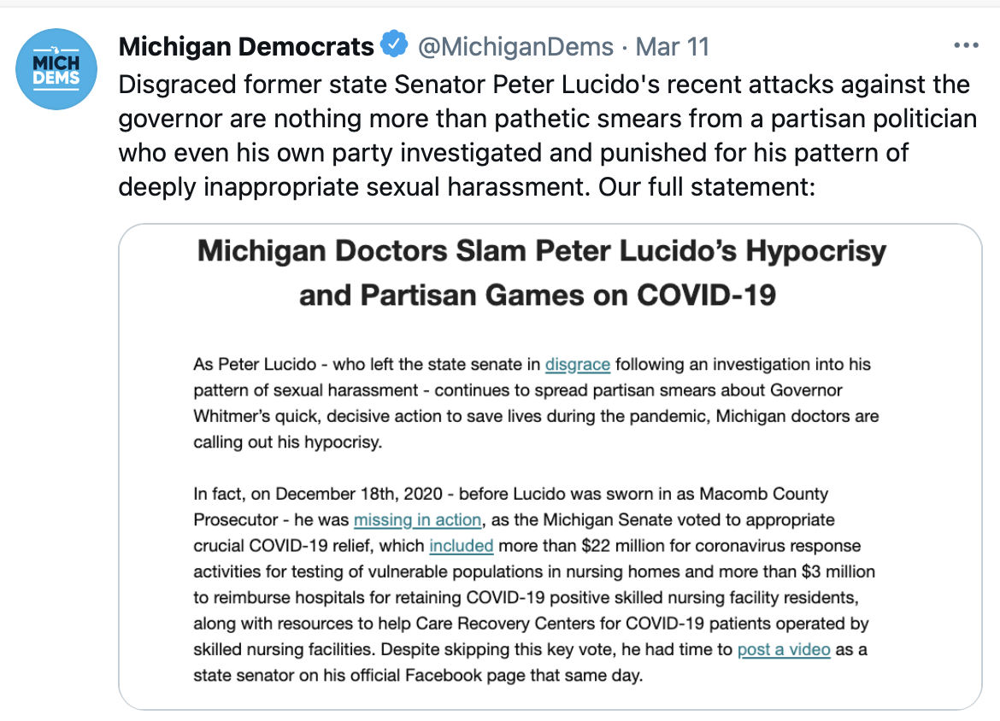 MICH
DEMS
Michigan Democrats @MichiganDems · Mar 11
Disgraced former state Senator Peter Lucido's recent attacks against the
governor are nothing more than pathetic smears from a partisan politician
who even his own party investigated and punished for his pattern of
deeply inappropriate sexual harassment. Our full statement:
Michigan Doctors Slam Peter Lucido’s Hypocrisy
and Partisan Games on COVID-19
As Peter Lucido - who left the state senate in disgrace following an investigation into his
pattern of sexual harassment - continues to spread partisan smears about Governor
Whitmer’s quick, decisive action to save lives during the pandemic, Michigan doctors are
calling out his hypocrisy.
In fact, on December 18th, 2020 - before Lucido was sworn in as Macomb County
Prosecutor - he was missing in action, as the Michigan Senate voted to appropriate
crucial COVID-19 relief, which included more than $22 million for coronavirus response
activities for testing of vulnerable populations in nursing homes and more than $3 million
to reimburse hospitals for retaining COVID-19 positive skilled nursing facility residents,
along with resources to help Care Recovery Centers for COVID-19 patients operated by
skilled nursing facilities. Despite skipping this key vote, he had time to post a video as a
state senator on his official Facebook page that same day.